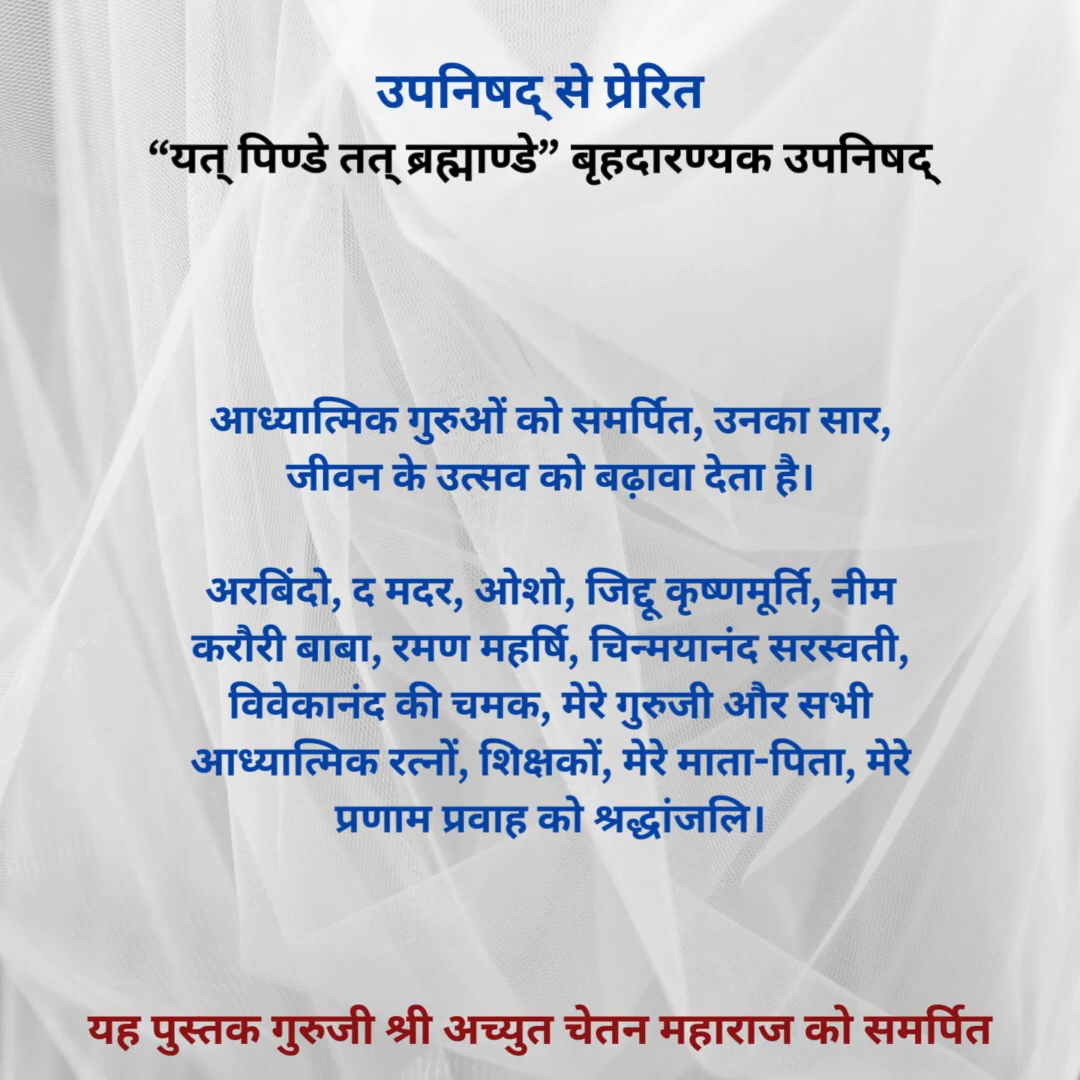 उपनिषद् से प्रेरित
“यत् पिण्डे तत् ब्रह्माण्डे” बृहदारण्यक उपनिषद्
आध्यात्मिक गुरुओं को समर्पित, उनका सार,
जीवन के उत्सव को बढ़ावा देता है।
अरबिंदो, द मदर, ओशो, जिद्दू कृष्णमूर्ति, नीम
करौरी बाबा, रमण महर्षि, चिन्मयानंद सरस्वती,
विवेकानंद की चमक, मेरे गुरुजी और सभी
आध्यात्मिक रत्नों, शिक्षकों, मेरे माता-पिता, मेरे
प्रणाम प्रवाह को श्रद्धांजलि।
यह पुस्तक गुरुजी श्री अच्युत चेतन महाराज को समर्पित